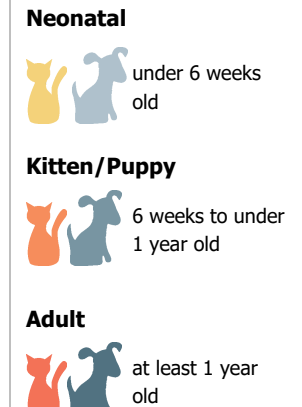 Neonatal
under 6 weeks
old
Kitten/Puppy
6 weeks to under
1 year old
Adult
at least 1 year
old